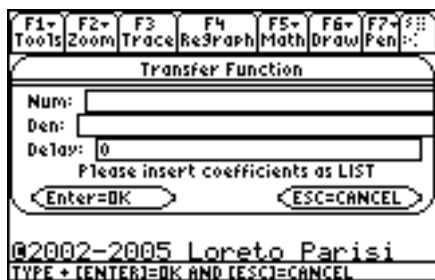 F1 F2 F3 F4 F5 F6 F7
Tools Zoom Trace ReGraph Math Draw Pen
Transfer Function
Num:
Den:
Delay: 0
Please insert coefficients as LIST
Enter=OK ESC=CANCEL
@2002-2005 Loreto Parisi
TYPE + [ENTER]=OK AND [ESC]=CANCEL